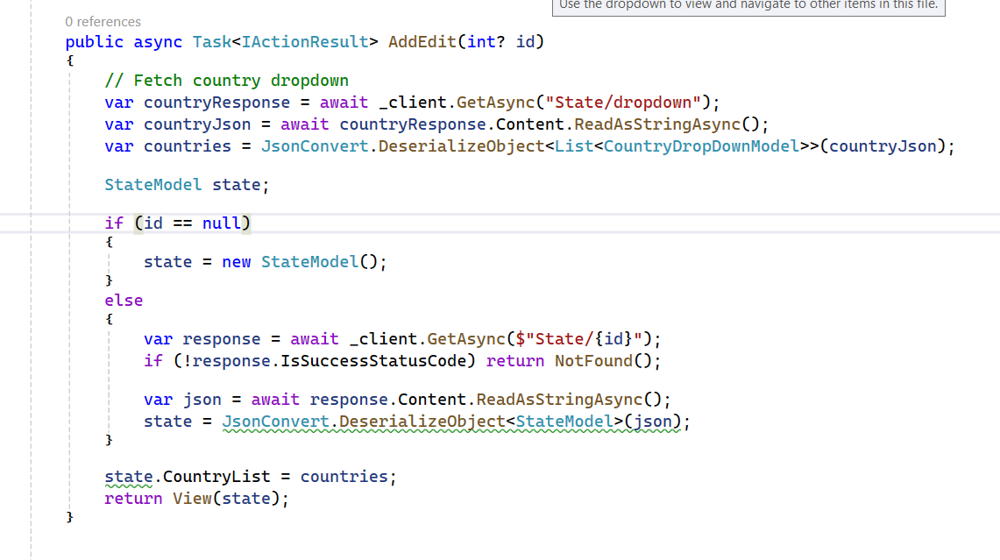 Use the dropdown to view and navigate to other items in this file.
0 references
public async Task<IActionResult> AddEdit(int? id)
{
// Fetch country dropdown
var countryResponse = await _client.GetAsync("State/dropdown");
var countryJson = await countryResponse.Content.ReadAsStringAsync();
var countries = JsonConvert.DeserializeObject<List<CountryDropDownModel>>(countryJson);
StateModel state;
if (id == null)
{
state = new StateModel();
}
else
{
var response = await _client.GetAsync($"State/{id}");
if (!response.IsSuccessStatusCode) return NotFound();
var json = await response.Content.ReadAsStringAsync();
state = JsonConvert.DeserializeObject<StateModel>(json);
}
state.CountryList = countries;
return View(state);
}